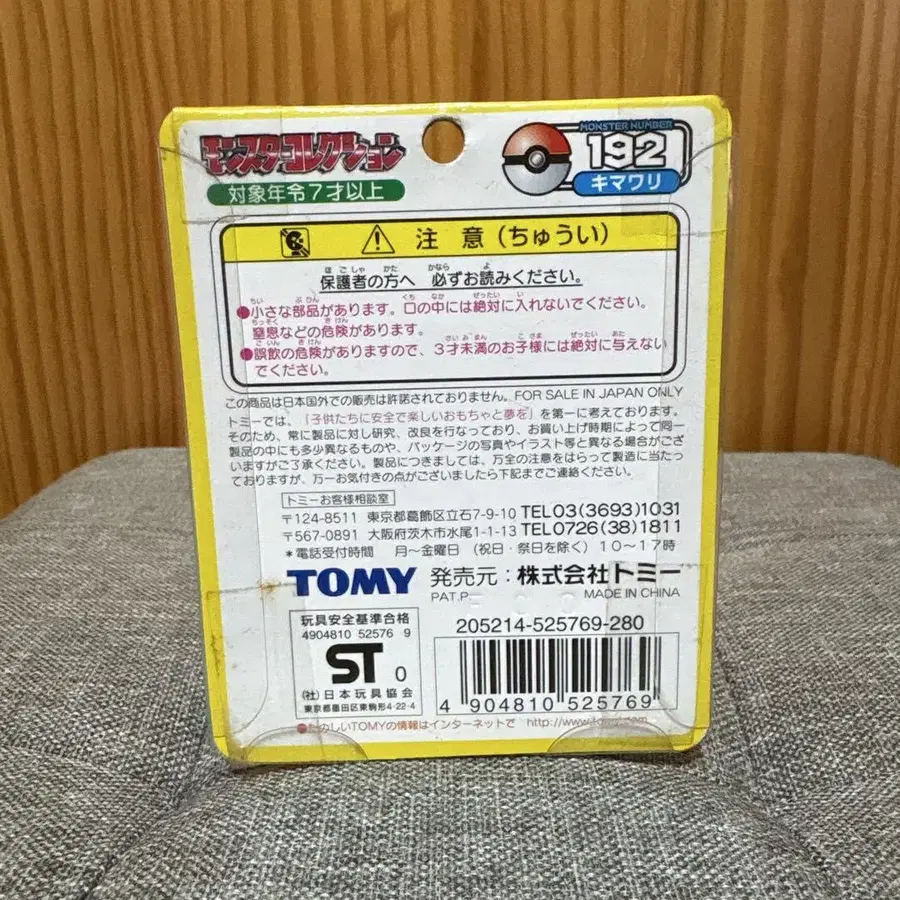 モンスターコレクション
対象年令7才以上
MONSTER NUMBER
192
キマワリ
注 意(ちゅうい)
保護者の方へ 必ずお読みください。
●小さな部品があります。口の中には絶対に入れないでください。
窒息などの危険があります。
●誤飲の危険がありますので、3才未満のお子様には絶対に与えない
でください。
この商品は日本国外での販売は許諾されておりません。FOR SALE IN JAPAN ONLY
トミーでは、「子供たちに安全で楽しいおもちゃと夢を」を第一に考えております。
そのため、常に製品に対し研究、改良を行なっており、お買い上げ時期によって同一
製品の中にも多少異なるものや、パッケージの写真やイラスト等と異なる場合がござ
いますがご了承ください。製品につきましては、万全の注意をはらって製造に当たっ
ておりますが、万一お気付きの点がございましたら下記までご連絡ください。
トミーお客様相談室
〒124-8511 東京都葛飾区立石7-9-10 TEL03(3693)1031
〒567-0891 大阪府茨木市水尾1-1-13 TEL0726(38)1811
*電話受付時間 月~金曜日 (祝日・祭日を除く) 10~17時
TOMY 発売元:株式会社トミー
PAT.P. MADE IN CHINA
玩具安全基準合格
4904810 52576 9
ST 0
(社)日本玩具協会
東京都墨田区東駒形4-22-4
205214-525769-280
4 904810 525769
●たのしいTOMYの情報はインターネットで http://www.tomy.com/